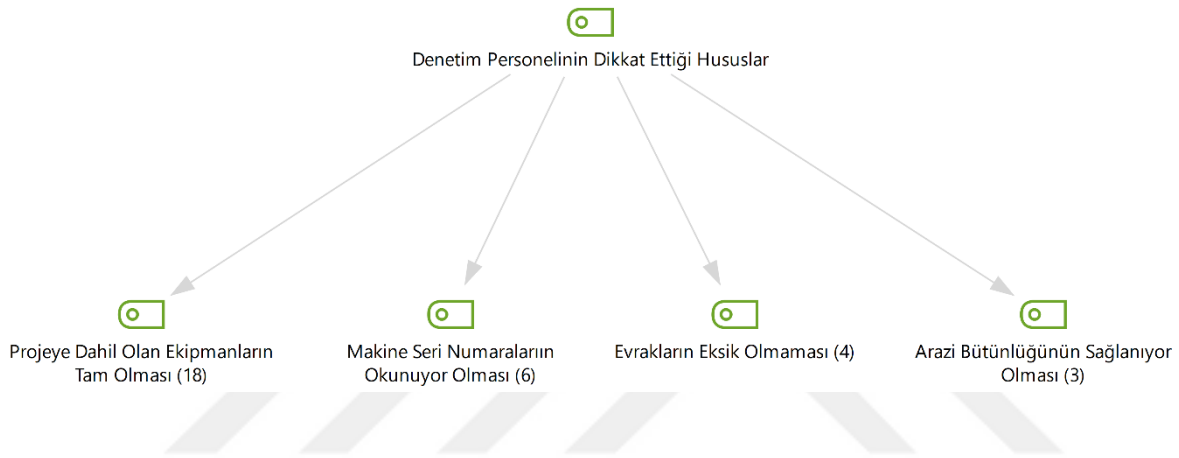 Denetim Personelinin Dikkat Ettiği Hususlar
Projeye Dahil Olan Ekipmanların
Tam Olması (18)
Makine Seri Numaralarıın
Okunuyor Olması (6)
Evrakların Eksik Olmaması (4)
Arazi Bütünlüğünün Sağlanıyor
Olması (3)